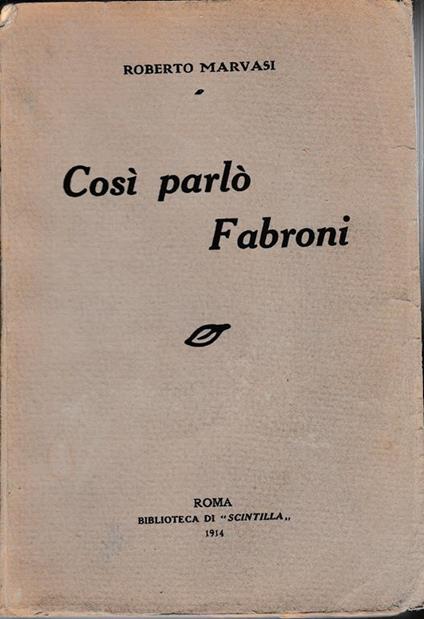 ROBERTO MARVASI
Così parlò
Fabroni
ROMA
BIBLIOTECA DI "SCINTILLA„
1914